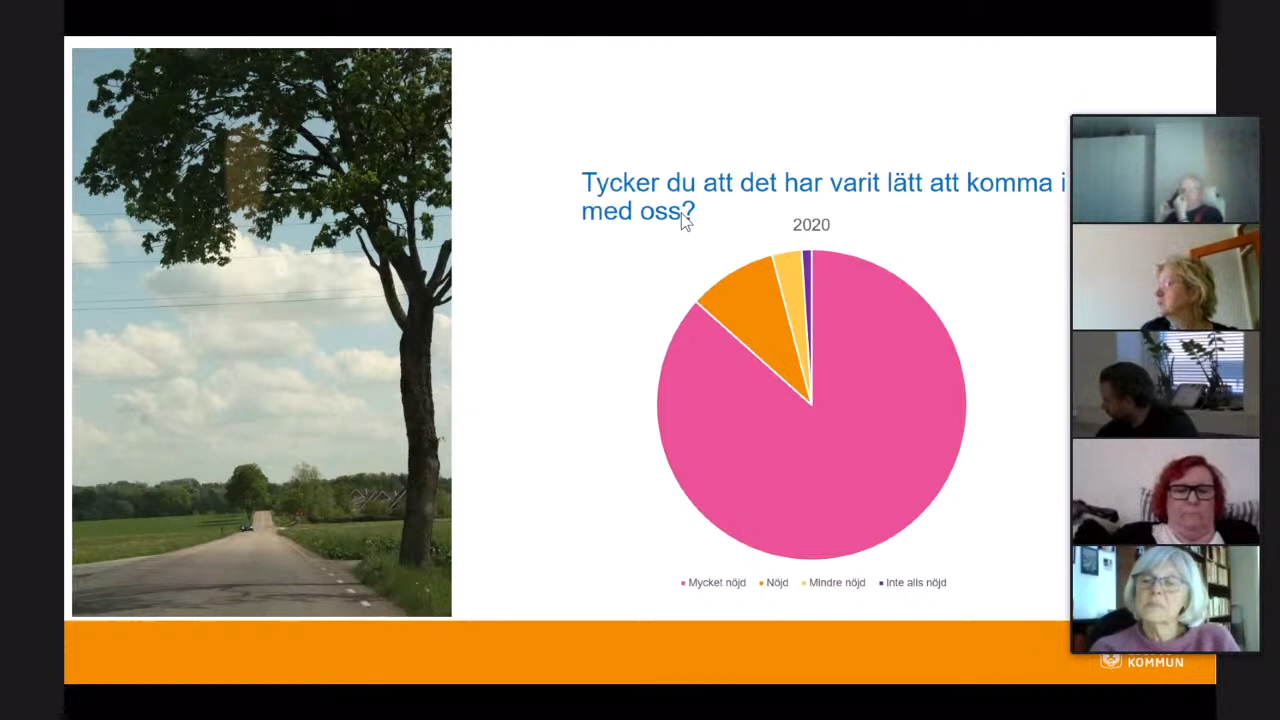 Tycker du att det har varit lätt att komma i
med oss?
2020
Mycket nöjd Nöjd Mindre nöjd Inte alls nöjd
KOMMUN